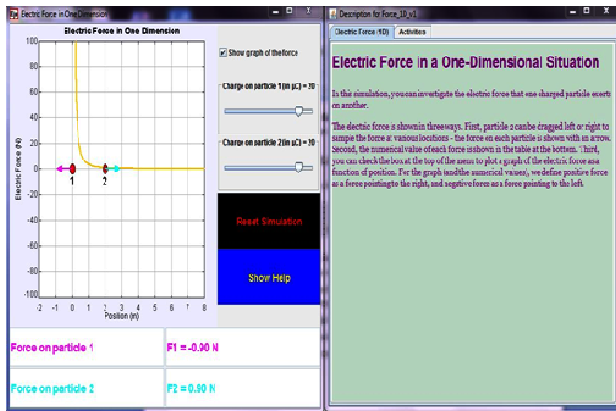 Electric Force in One Dimension
Electric Force in One Dimension
100
80
60
40
20
0
-20
-40
-60
-80
-100
Electric Force (N)
1
2
-2 -1 0 1 2 3 4 5 6 7 8
Position (m)
Show graph of the force
Charge on particle 1 (in μC) = 20
Charge on particle 2 (in μC) = 20
Reset Simulation
Show Help
Force on particle 1
F1 = -0.90 N
Force on particle 2
F2 = 0.90 N
Description for Force_1D_v1
Electric Force (1D)
Activities
Electric Force in a One-Dimensional Situation
In this simulation, you can investigate the electric force that one charged particle exerts
on another.
The electric force is shown in three ways. First, particle 2 can be dragged left or right to
sample the force at various locations - the force on each particle is shown with an arrow.
Second, the numerical value of each force is shown in the table at the bottom. Third,
you can check the box at the top of the menu to plot a graph of the electric force as a
function of position. For the graph (and the numerical values), we define positive force
as a force pointing to the right, and negative force as a force pointing to the left.